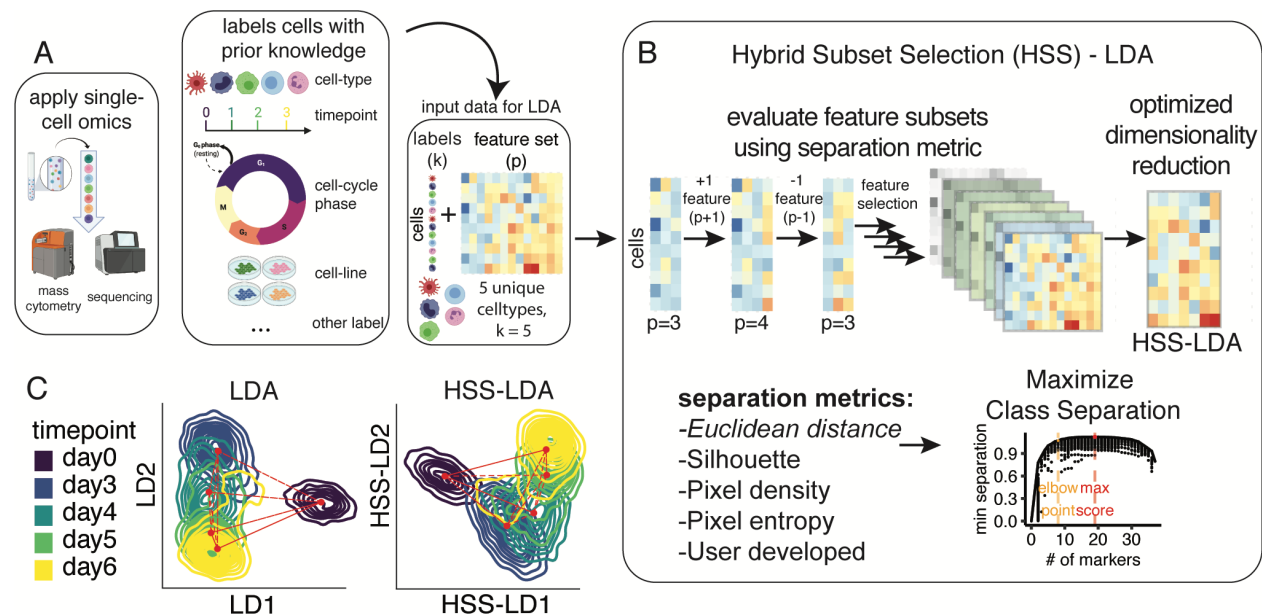 A
apply single-
cell omics
mass
cytometry
sequencing
labels cells with
prior knowledge
cell-type
0 1 2 3
timepoint
G₀ phase
(resting)
G₁
S
G₂
M
cell-cycle
phase
cell-line
...
other label
input data for LDA
labels
(k)
feature set
(p)
cells
+
5 unique
celltypes,
k = 5
B
Hybrid Subset Selection (HSS) - LDA
evaluate feature subsets
using separation metric
optimized
dimensionality
reduction
cells
+1
feature
(p+1)
-1
feature
(p-1)
feature
selection
p=3
p=4
p=3
HSS-LDA
separation metrics:
-Euclidean distance
-Silhouette
-Pixel density
-Pixel entropy
-User developed
Maximize
Class Separation
min separation
0.9
0.6
0.3
0.0
elbow
point
max
score
0 10 20 30
# of markers
C
timepoint
day0
day3
day4
day5
day6
LDA
LD2
LD1
HSS-LDA
HSS-LD2
HSS-LD1